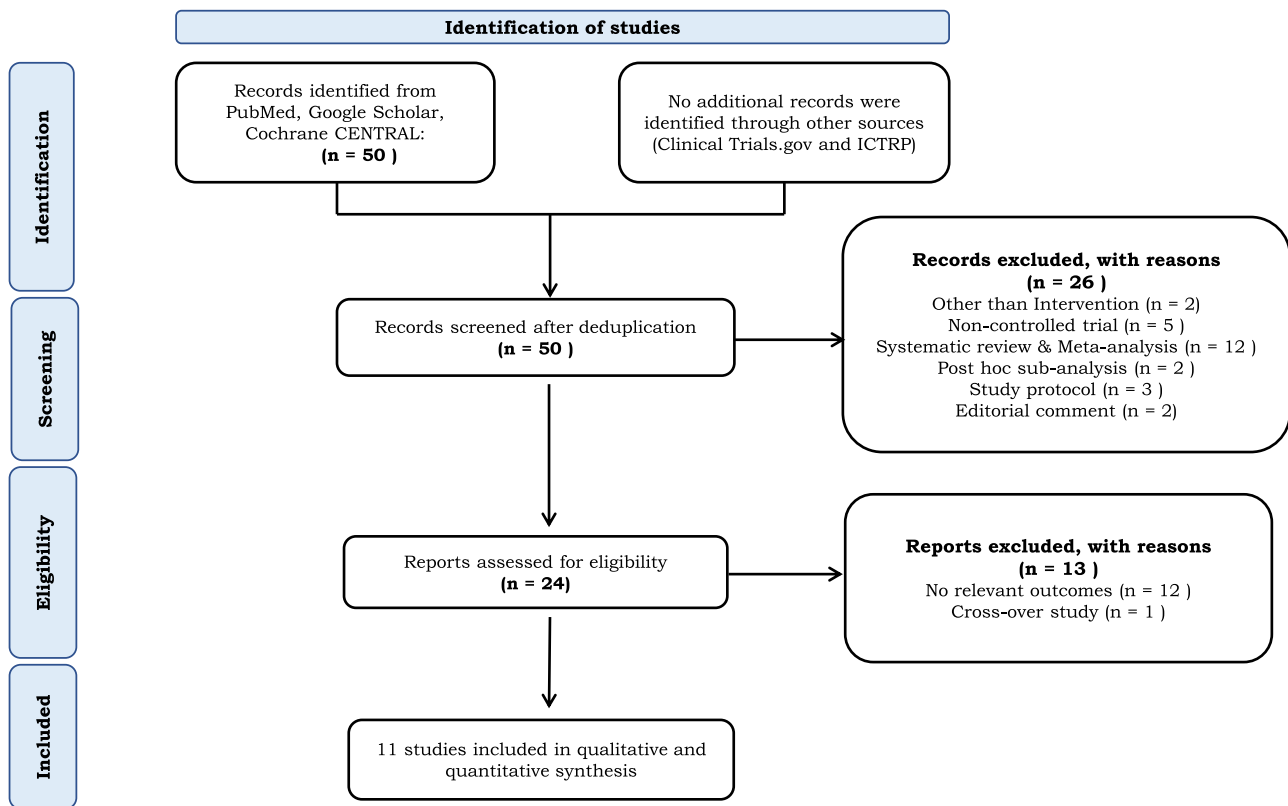 Identification of studies
Identification
Records identified from
PubMed, Google Scholar,
Cochrane CENTRAL:
(n = 50 )
No additional records were
identified through other sources
(Clinical Trials.gov and ICTRP)
Screening
Records screened after deduplication
(n = 50 )
Records excluded, with reasons
(n = 26 )
Other than Intervention (n = 2)
Non-controlled trial (n = 5 )
Systematic review & Meta-analysis (n = 12 )
Post hoc sub-analysis (n = 2 )
Study protocol (n = 3 )
Editorial comment (n = 2)
Eligibility
Reports assessed for eligibility
(n = 24)
Reports excluded, with reasons
(n = 13 )
No relevant outcomes (n = 12 )
Cross-over study (n = 1 )
Included
11 studies included in qualitative and
quantitative synthesis